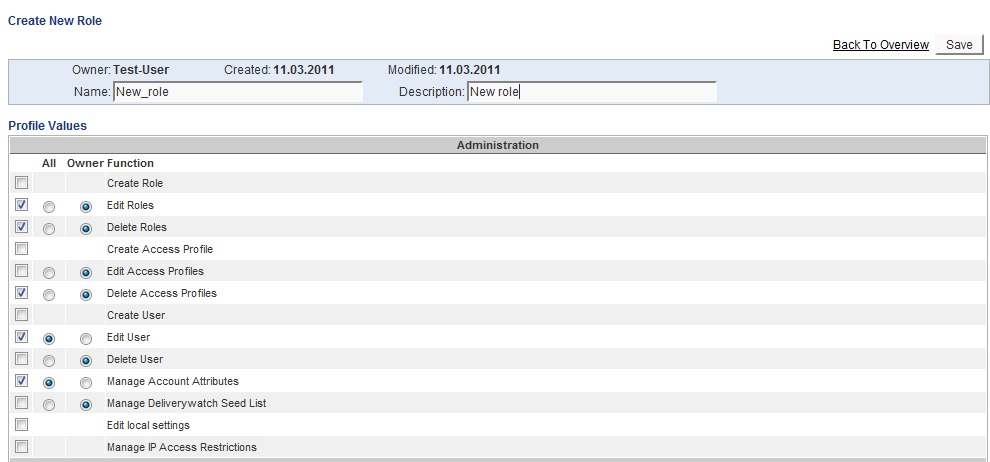 Create New Role
Back To Overview Save
Owner: Test-User Created: 11.03.2011 Modified: 11.03.2011
Name: New_role Description: New role
Profile Values
Administration
All Owner Function
Create Role
Edit Roles
Delete Roles
Create Access Profile
Edit Access Profiles
Delete Access Profiles
Create User
Edit User
Delete User
Manage Account Attributes
Manage Deliverywatch Seed List
Edit local settings
Manage IP Access Restrictions